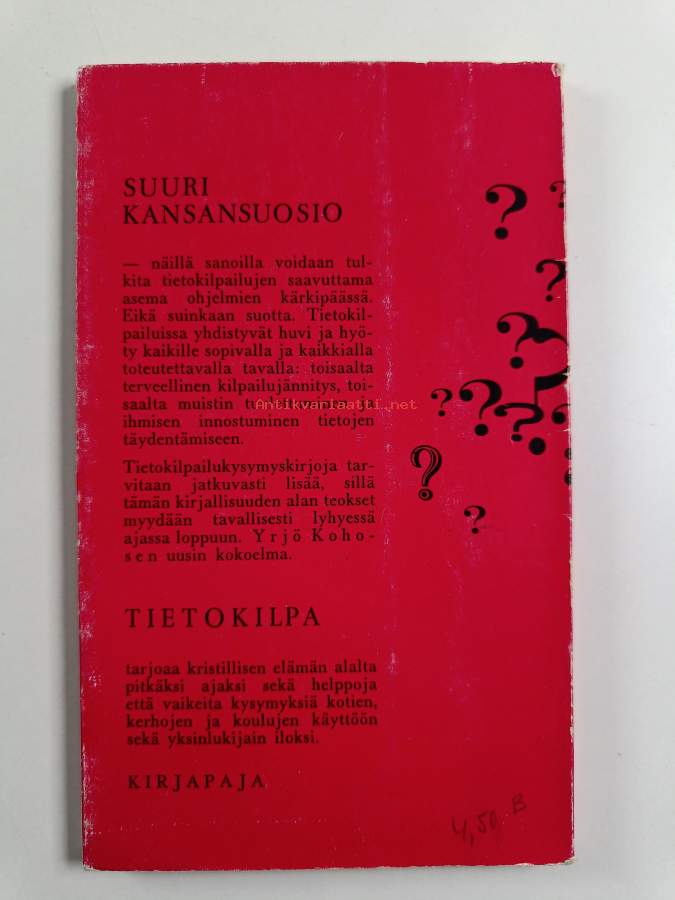 SUURI
KANSANSUOSIO
— näillä sanoilla voidaan tul-
kita tietokilpailujen saavuttama
asema ohjelmien kärkipäässä.
Eikä suinkaan suotta. Tietokil-
pailuissa yhdistyvät huvi ja hyö-
ty kaikille sopivalla ja kaikkialla
toteutettavalla tavalla: toisaalta
terveellinen kilpailujännitys, toi-
saalta muistin ja
Antikvariaatti.net
ihmisen innostuminen tietojen
täydentämiseen.
Tietokilpailukysymyskirjoja tar-
vitaan jatkuvasti lisää, sillä
tämän kirjallisuuden alan teokset
myydään tavallisesti lyhyessä
ajassa loppuun. Yrjö Koho-
sen uusin kokoelma.
TIETOKILPA
tarjoaa kristillisen elämän alalta
pitkäksi ajaksi sekä helppoja
että vaikeita kysymyksiä kotien,
kerhojen ja koulujen käyttöön
sekä yksinlukijain iloksi.
KIRJAPAJA
4,50 B